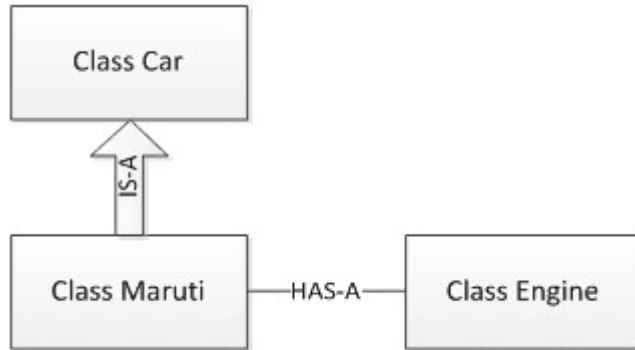 Class Car
IS-A
Class Maruti
HAS-A
Class Engine